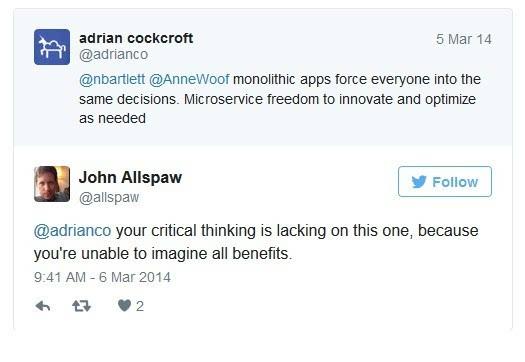 adrian cockcroft
5 Mar 14
@adrianco
@nbartlett @AnneWoof monolithic apps force everyone into the
same decisions. Microservice freedom to innovate and optimize
as needed
John Allspaw
Follow
@allspaw
@adrianco your critical thinking is lacking on this one, because
you're unable to imagine all benefits.
9:41 AM - 6 Mar 2014
2